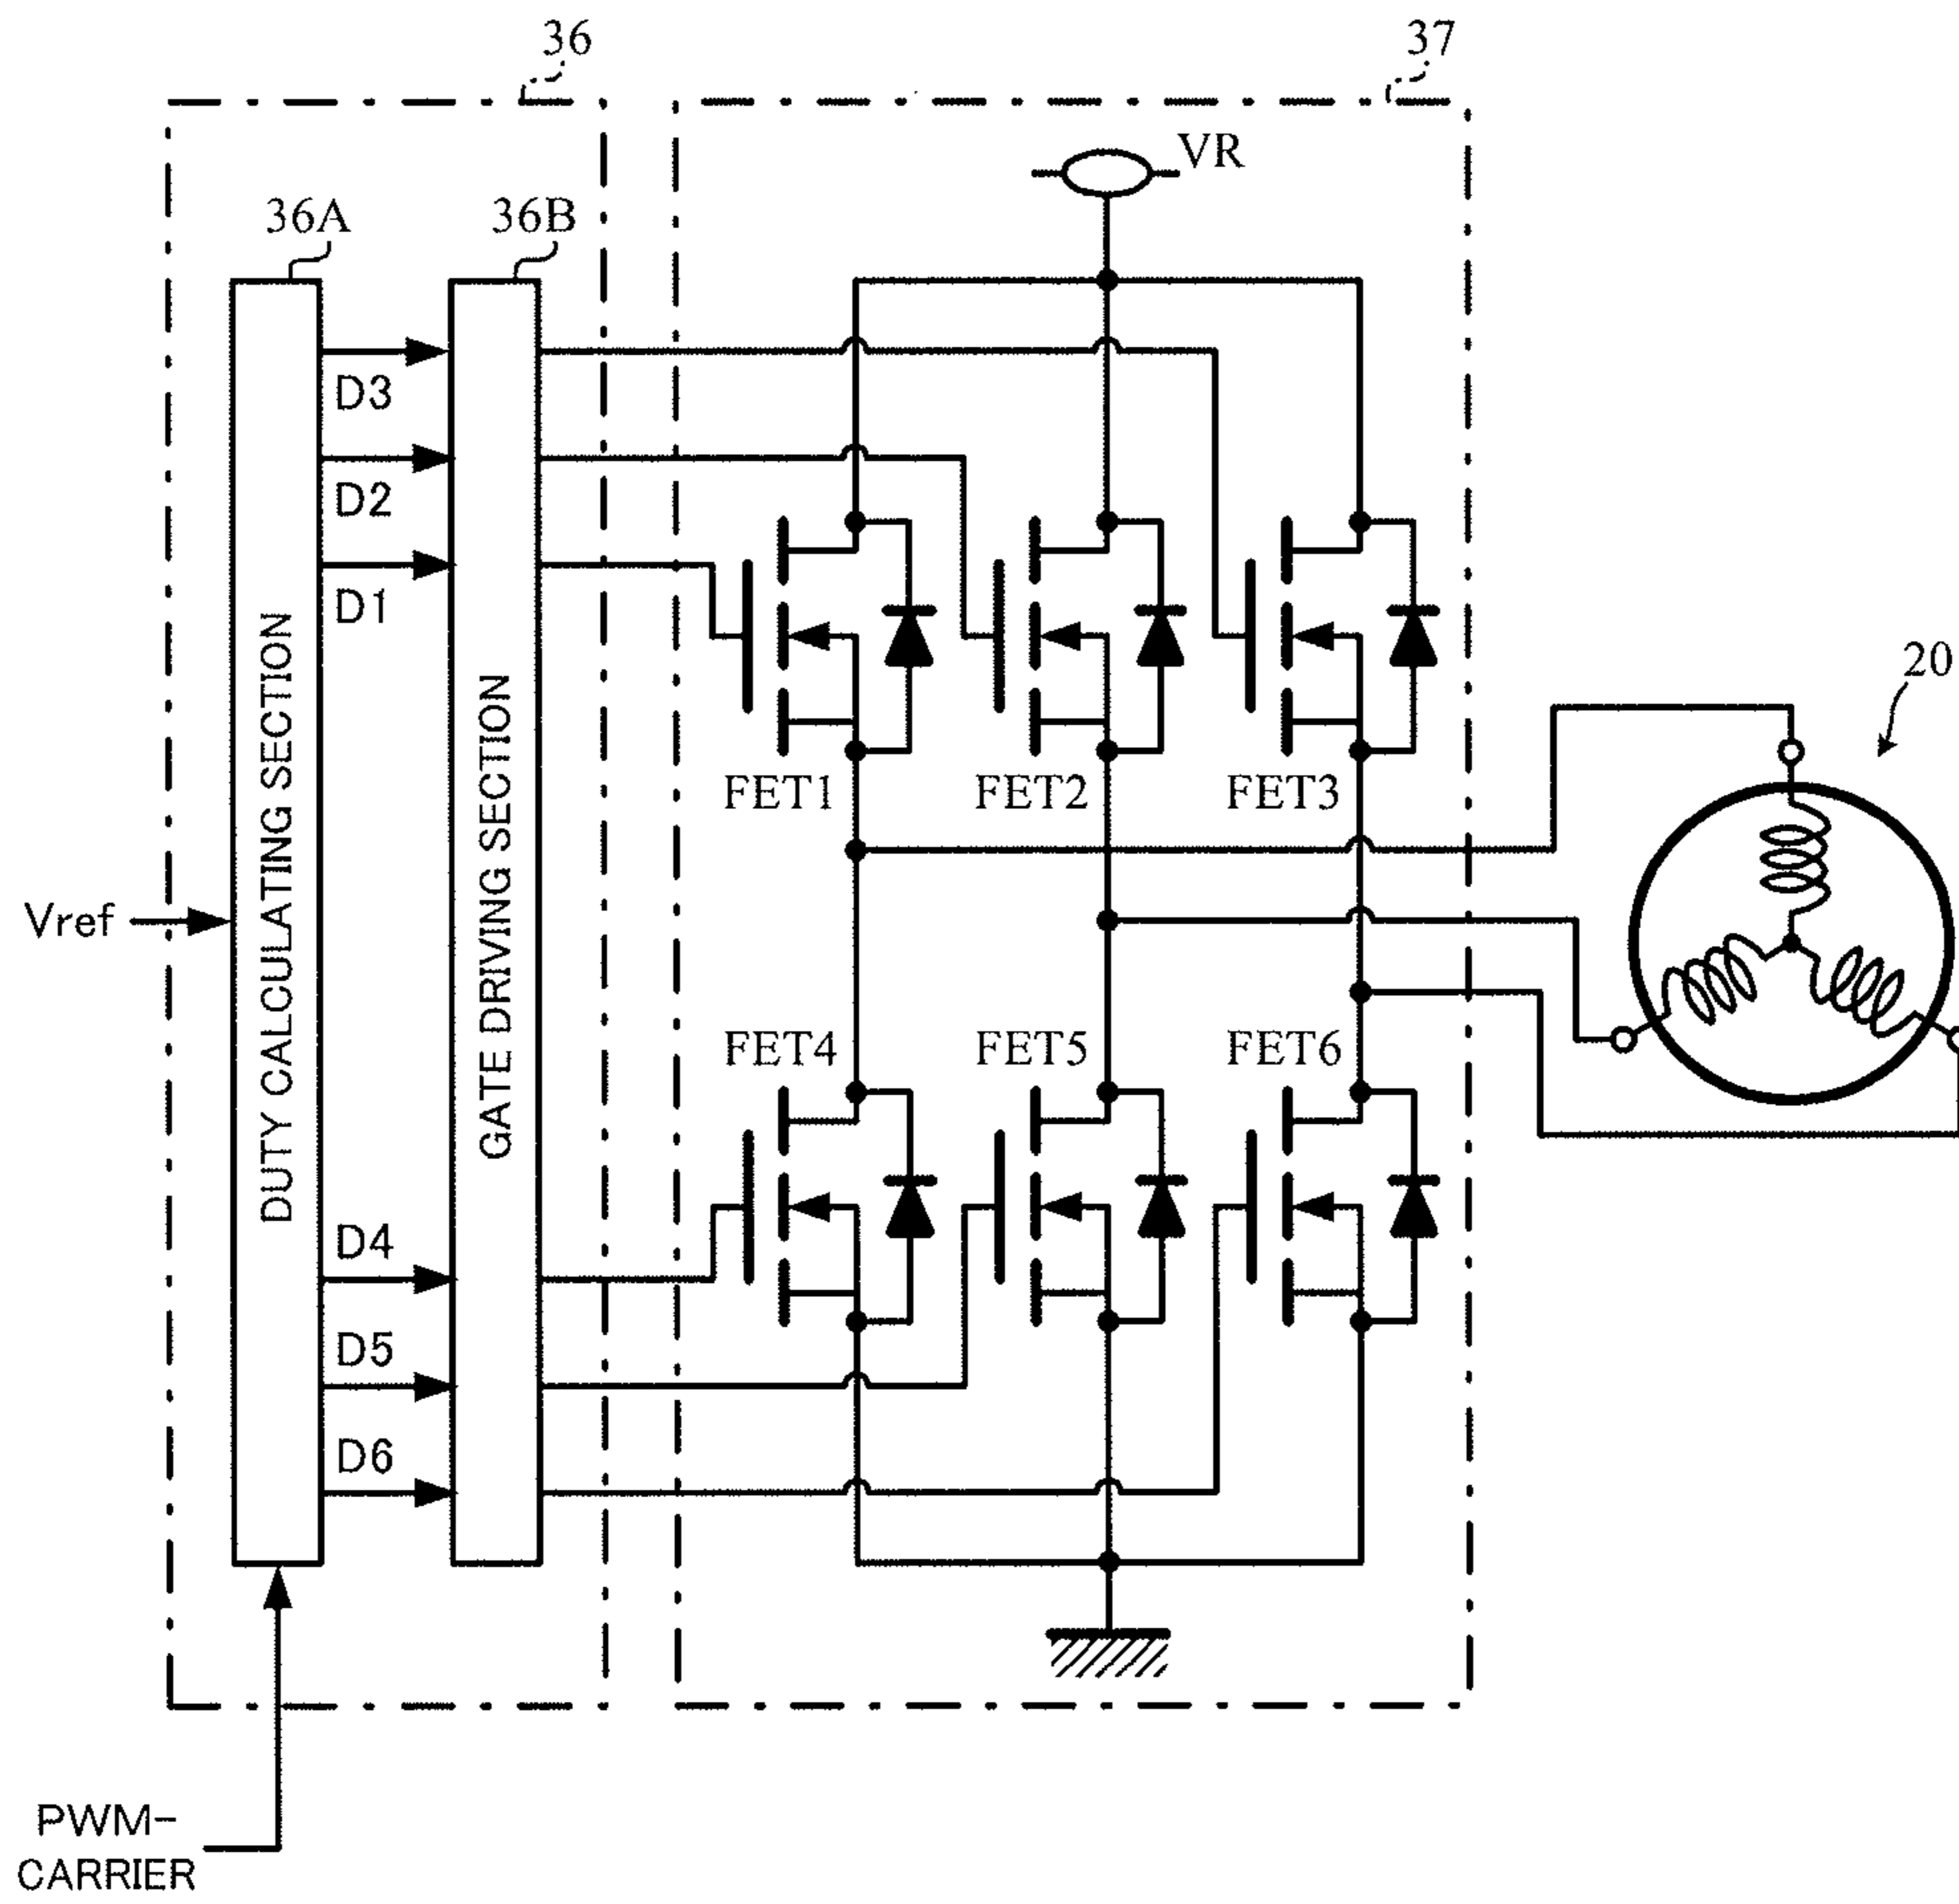 36
37
VR
36A
36B
D3
D2
D1
DUTY CALCULATING SECTION
GATE DRIVING SECTION
20
FET1
FET2
FET3
Vref
FET4
FET5
FET6
D4
D5
D6
PWM-
CARRIER